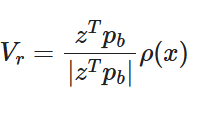 $V_r = \frac{z^T p_b}{|z^T p_b|} \rho(x)$